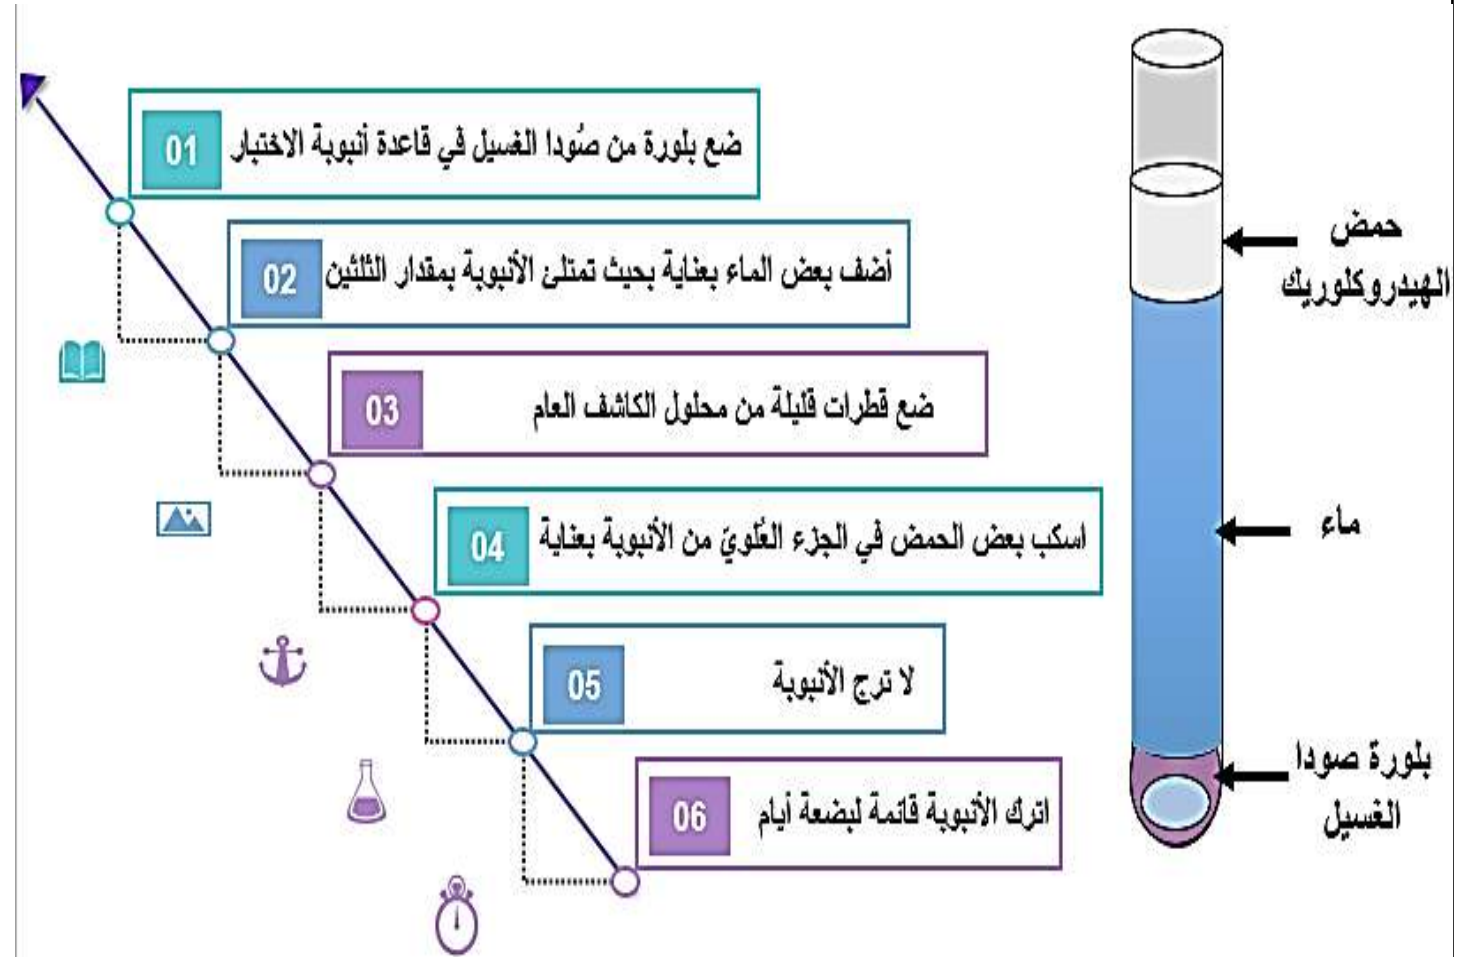 01 ضع بلورة من صُودا الغسيل في قاعدة أنبوبة الاختبار
02 أضف بعض الماء بعناية بحيث تمتلئ الأنبوبة بمقدار الثلثين
03 ضع قطرات قليلة من محلول الكاشف العام
04 اسكب بعض الحمض في الجزء العُلويّ من الأنبوبة بعناية
05 لا ترج الأنبوبة
06 اترك الأنبوبة قائمة لبضعة أيام
حمض
الهيدروكلوريك
ماء
بلورة صودا
الغسيل